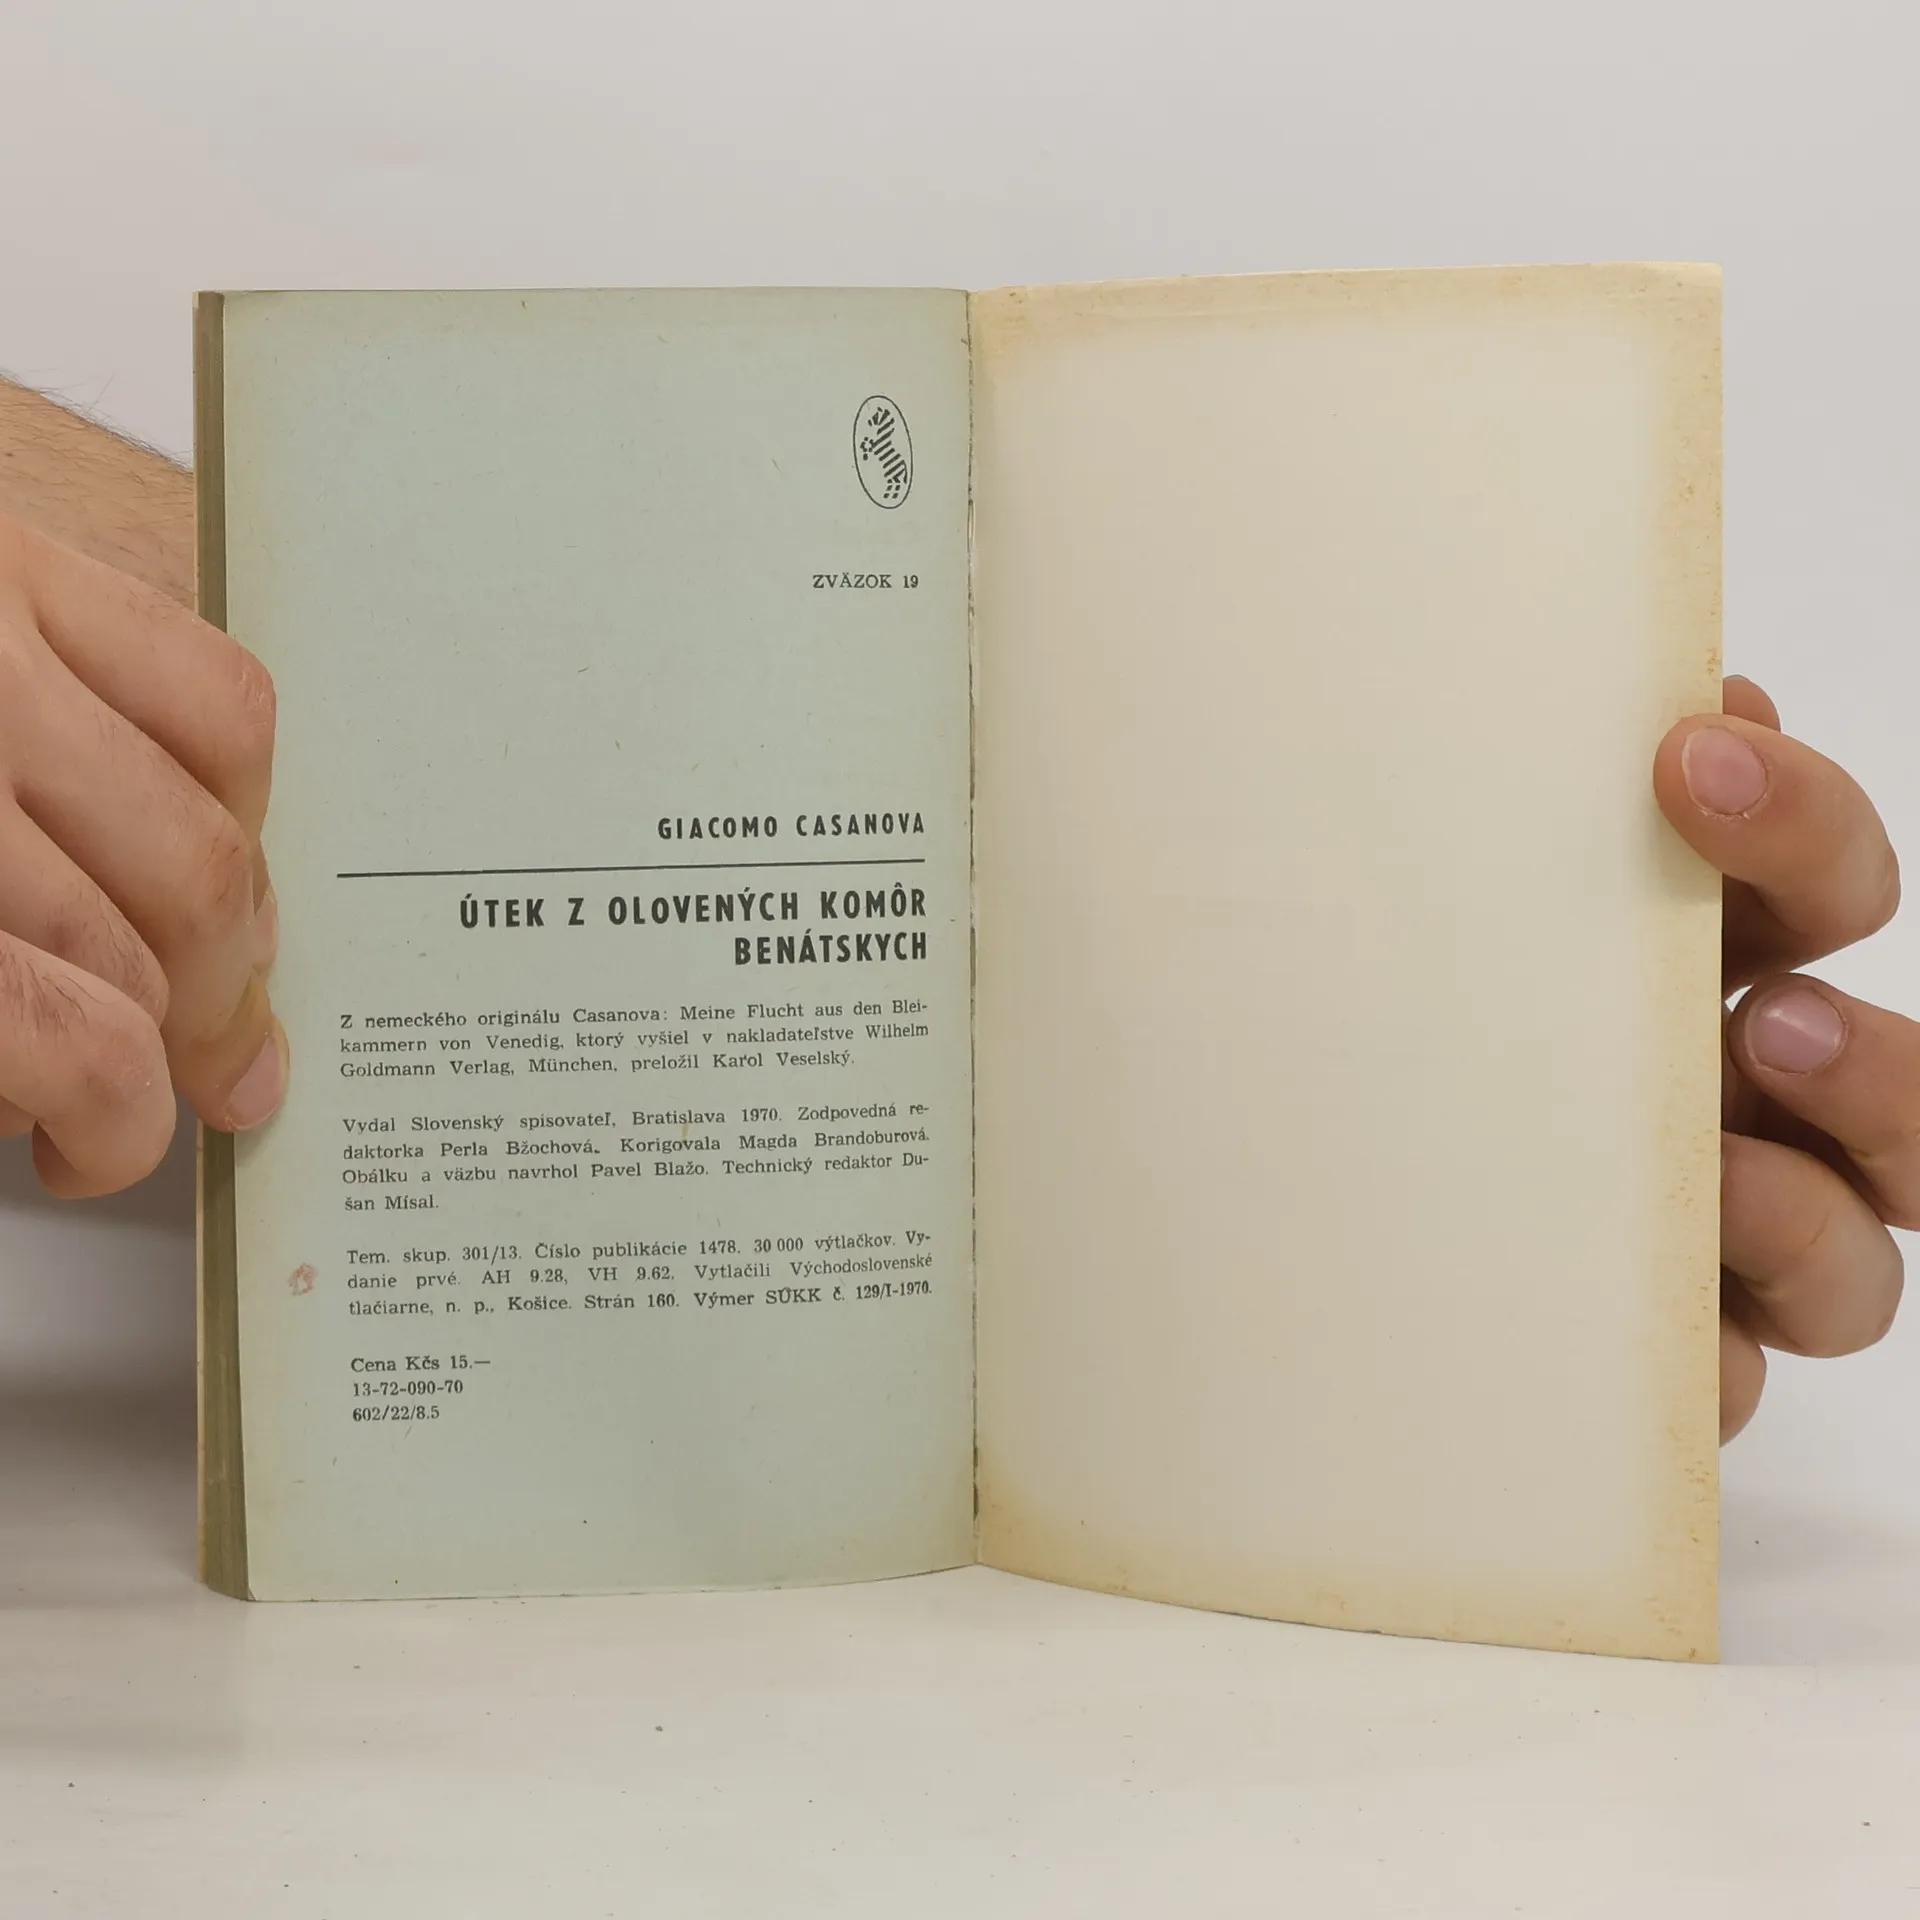 ZVÄZOK 19
GIACOMO CASANOVA
ÚTEK Z OLOVENÝCH KOMÔR
BENÁTSKYCH
Z nemeckého originálu Casanova: Meine Flucht aus den Blei-
kammern von Venedig, ktorý vyšiel v nakladateľstve Wilhelm
Goldmann Verlag, München, preložil Karol Veselský.
Vydal Slovenský spisovateľ, Bratislava 1970. Zodpovedná re-
daktorka Perla Bžochová. Korigovala Magda Brandoburová.
Obálku a väzbu navrhol Pavel Blažo. Technický redaktor Du-
šan Mísal.
Tem. skup. 301/13. Číslo publikácie 1478. 30 000 výtlačkov. Vy-
danie prvé. AH 9.28, VH 9.62. Vytlačili Východoslovenské
tlačiarne, n. p., Košice. Strán 160. Výmer SÚKK č. 129/I-1970.
Cena Kčs 15.—
13-72-090-70
602/22/8.5